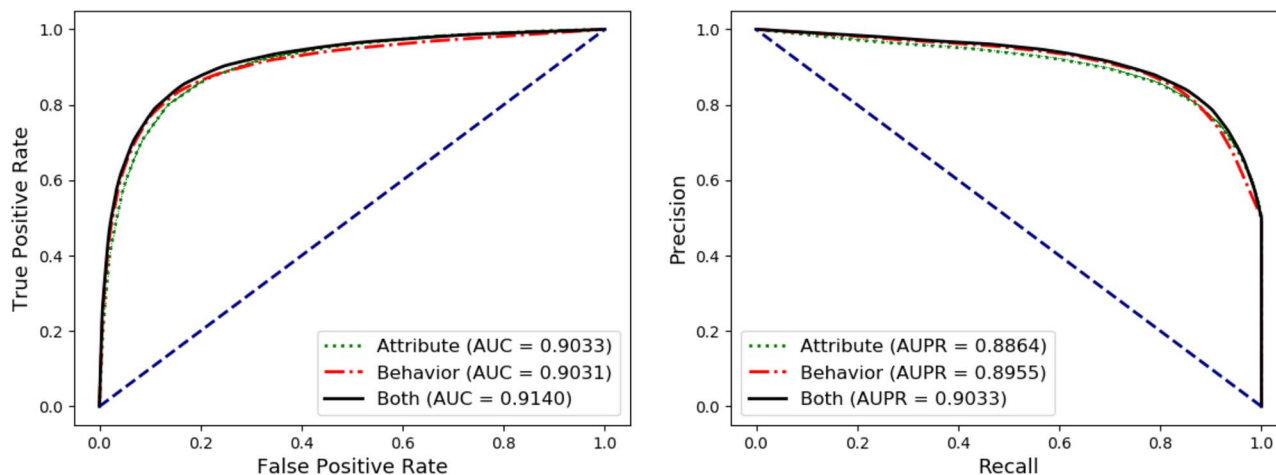 1.0
0.8
0.6
0.4
0.2
0.0
True Positive Rate
0.0 0.2 0.4 0.6 0.8 1.0
False Positive Rate
Attribute (AUC = 0.9033)
Behavior (AUC = 0.9031)
Both (AUC = 0.9140)
1.0
0.8
0.6
0.4
0.2
0.0
Precision
0.0 0.2 0.4 0.6 0.8 1.0
Recall
Attribute (AUPR = 0.8864)
Behavior (AUPR = 0.8955)
Both (AUPR = 0.9033)